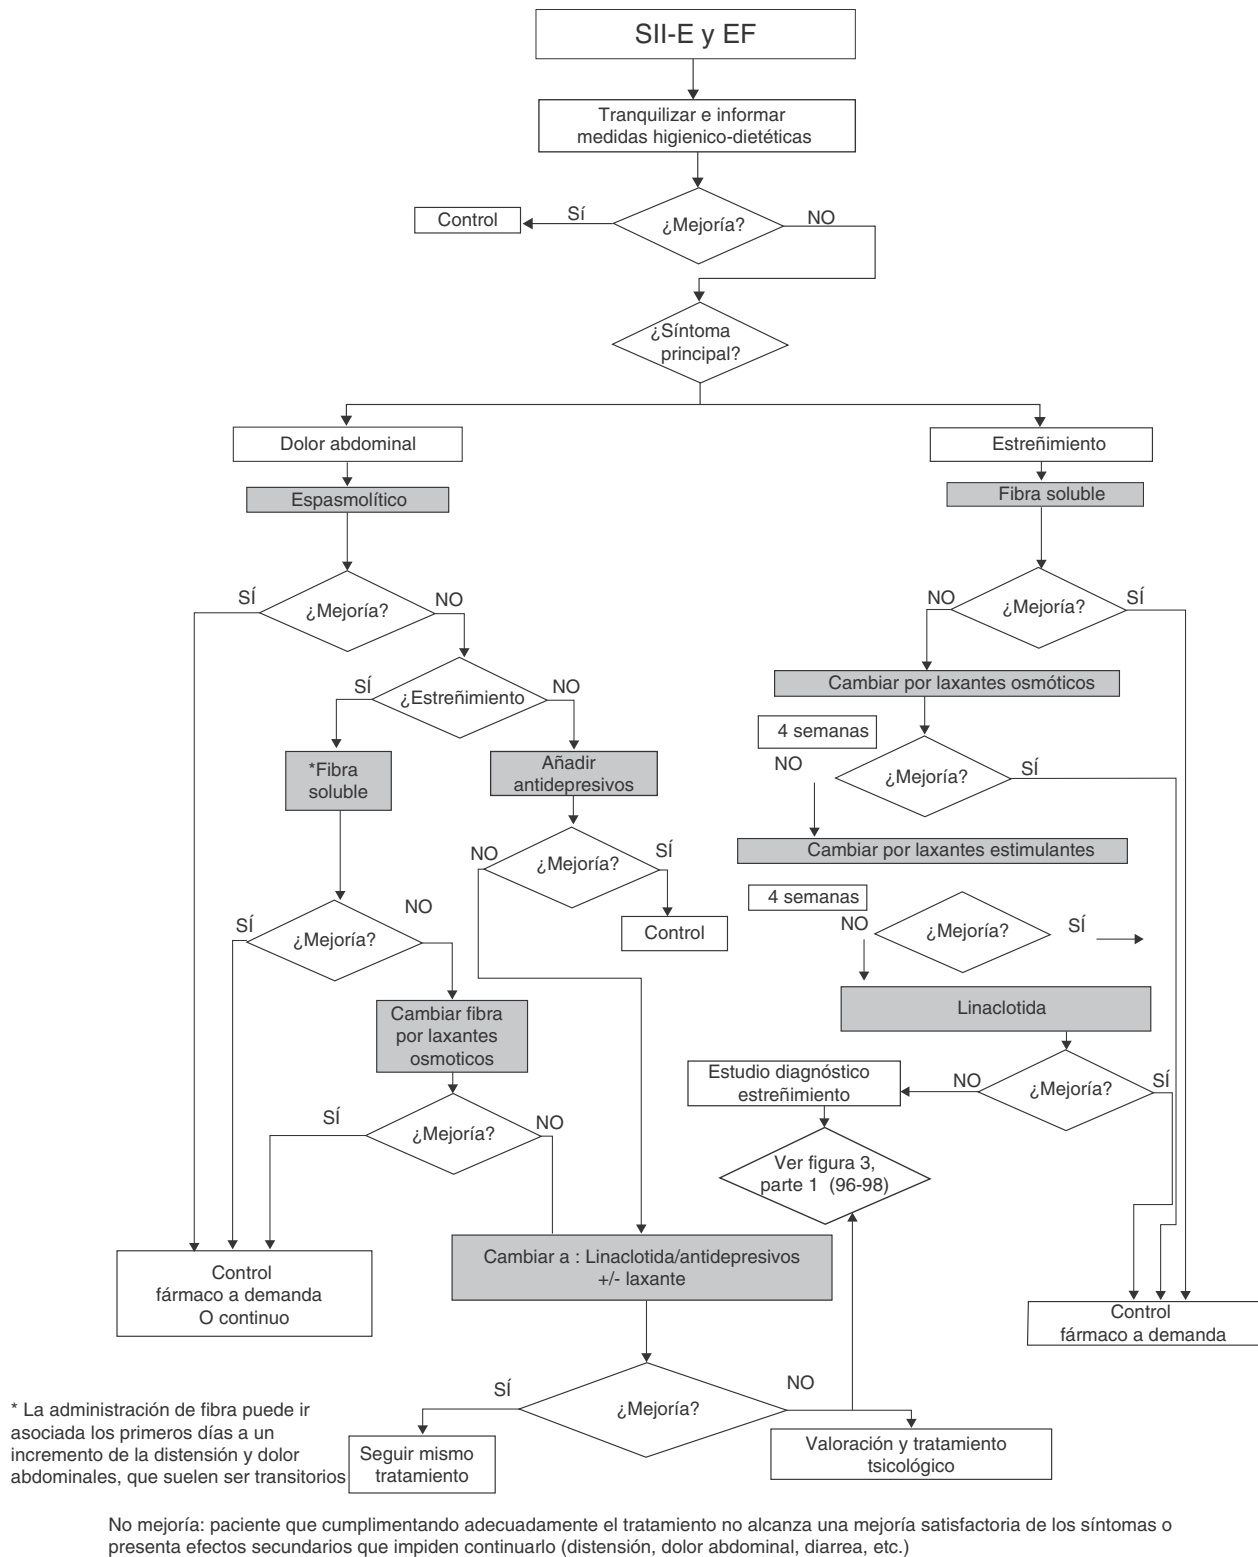 SII-E y EF
Tranquilizar e informar
medidas higienico-dietéticas
¿Mejoría?
Sí
Control
NO
¿Síntoma
principal?
Dolor abdominal
Espasmolítico
¿Mejoría?
SÍ
NO
¿Estreñimiento
SÍ
NO
*Fibra
soluble
Añadir
antidepresivos
¿Mejoría?
NO
SÍ
Control
¿Mejoría?
SÍ
NO
Cambiar fibra
por laxantes
osmoticos
¿Mejoría?
SÍ
NO
Control
fármaco a demanda
O continuo
Cambiar a : Linaclotida/antidepresivos
+/- laxante
¿Mejoría?
SÍ
NO
Seguir mismo
tratamiento
Valoración y tratamiento
tsicológico
Estreñimiento
Fibra soluble
¿Mejoría?
NO
SÍ
Cambiar por laxantes osmóticos
4 semanas
NO
¿Mejoría?
SÍ
Cambiar por laxantes estimulantes
4 semanas
NO
¿Mejoría?
SÍ
Linaclotida
¿Mejoría?
NO
SÍ
Estudio diagnóstico
estreñimiento
Ver figura 3,
parte 1 (96-98)
Control
fármaco a demanda
* La administración de fibra puede ir
asociada los primeros días a un
incremento de la distensión y dolor
abdominales, que suelen ser transitorios
No mejoría: paciente que cumplimentando adecuadamente el tratamiento no alcanza una mejoría satisfactoria de los síntomas o
presenta efectos secundarios que impiden continuarlo (distensión, dolor abdominal, diarrea, etc.)